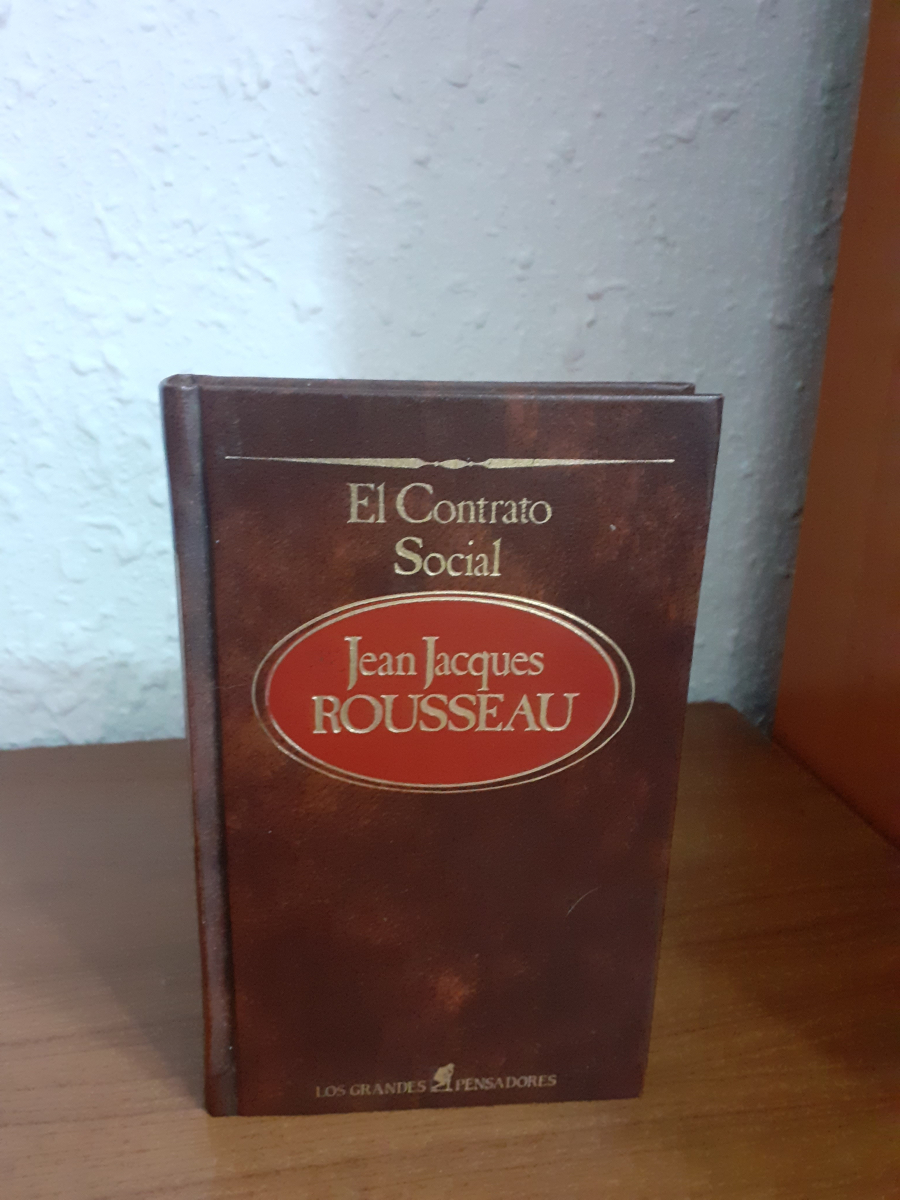 El Contrato
Social
Jean Jacques
ROUSSEAU
LOS GRANDES PENSADORES